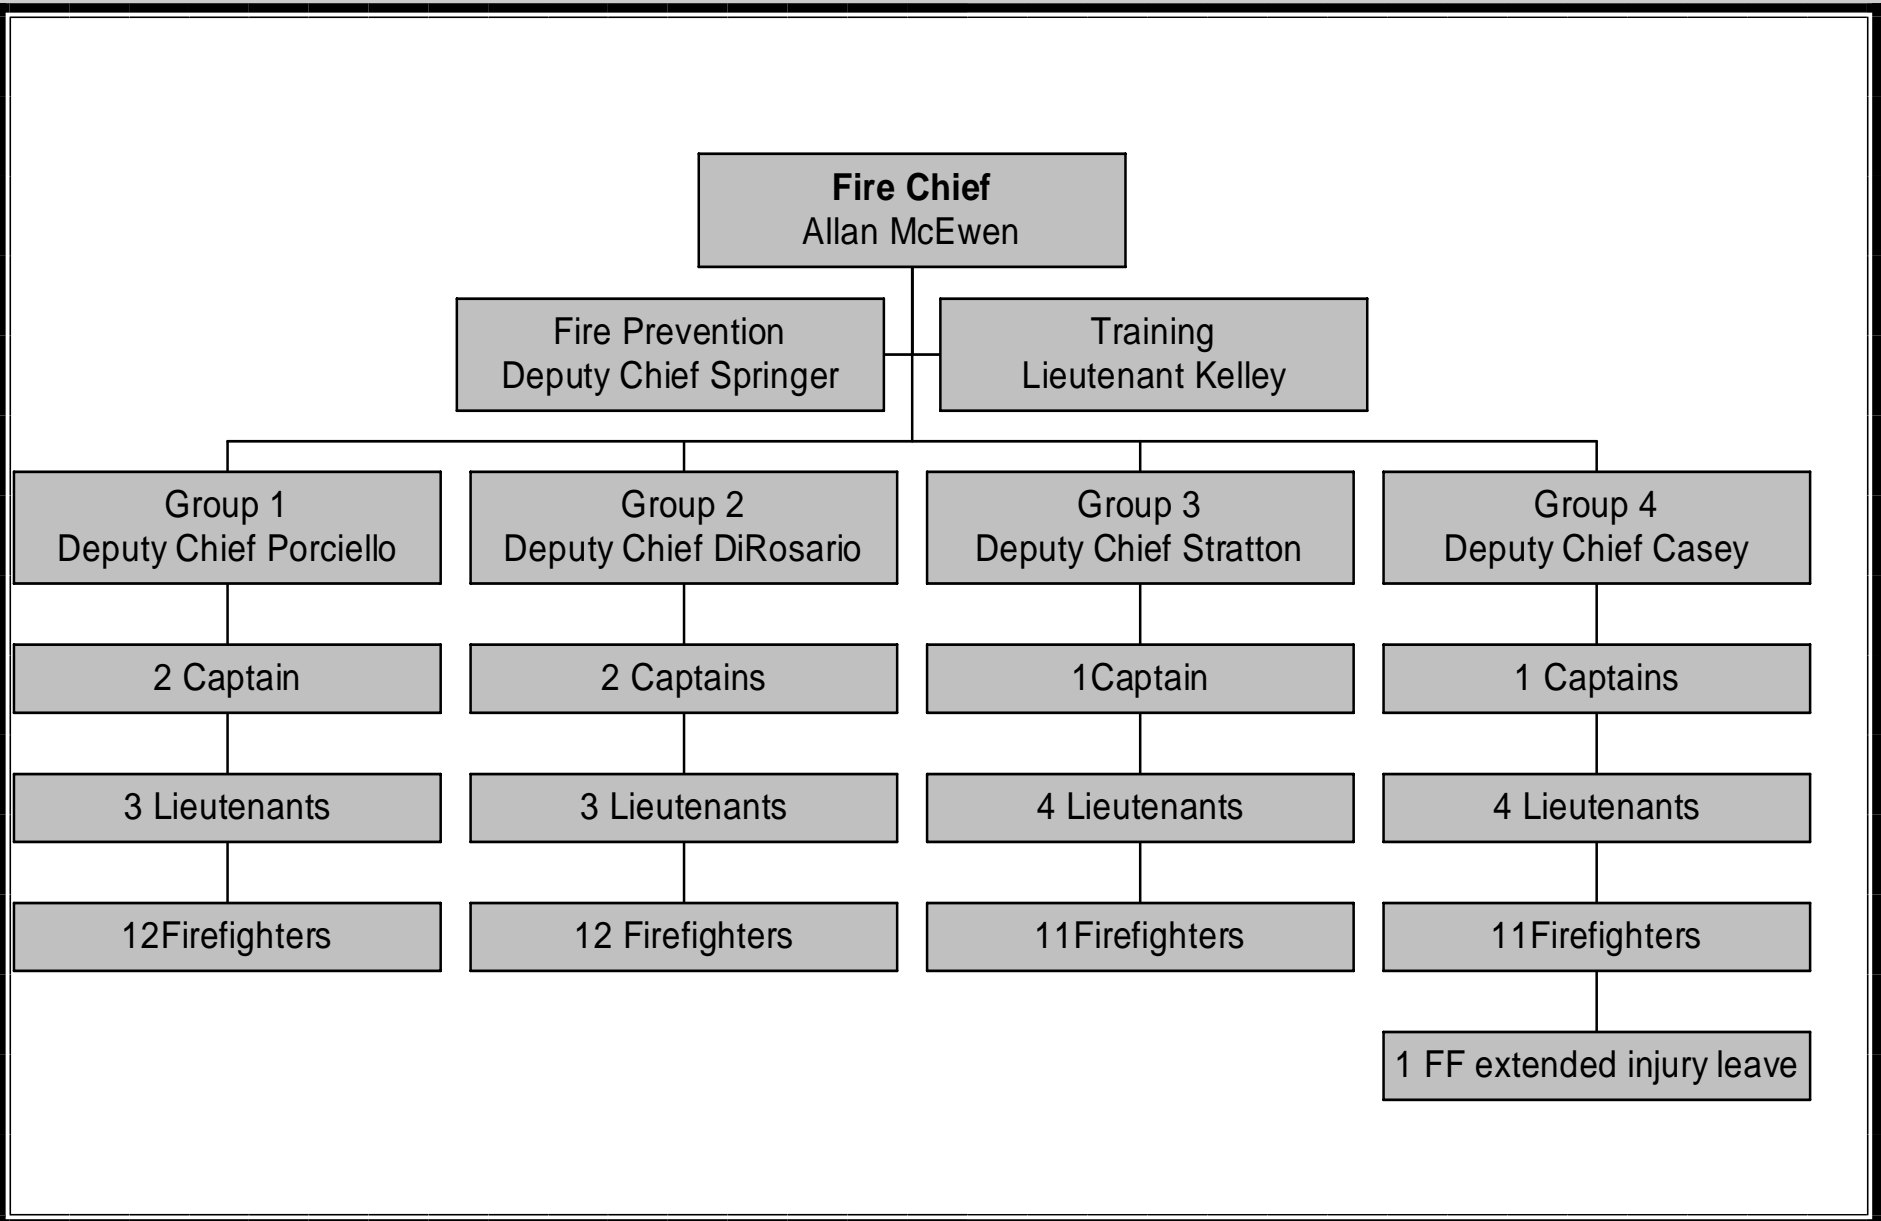 Fire Chief
Allan McEwen
Fire Prevention
Deputy Chief Springer
Training
Lieutenant Kelley
Group 1
Deputy Chief Porciello
Group 2
Deputy Chief DiRosario
Group 3
Deputy Chief Stratton
Group 4
Deputy Chief Casey
2 Captain
2 Captains
1Captain
1 Captains
3 Lieutenants
3 Lieutenants
4 Lieutenants
4 Lieutenants
12Firefighters
12 Firefighters
11Firefighters
11Firefighters
1 FF extended injury leave